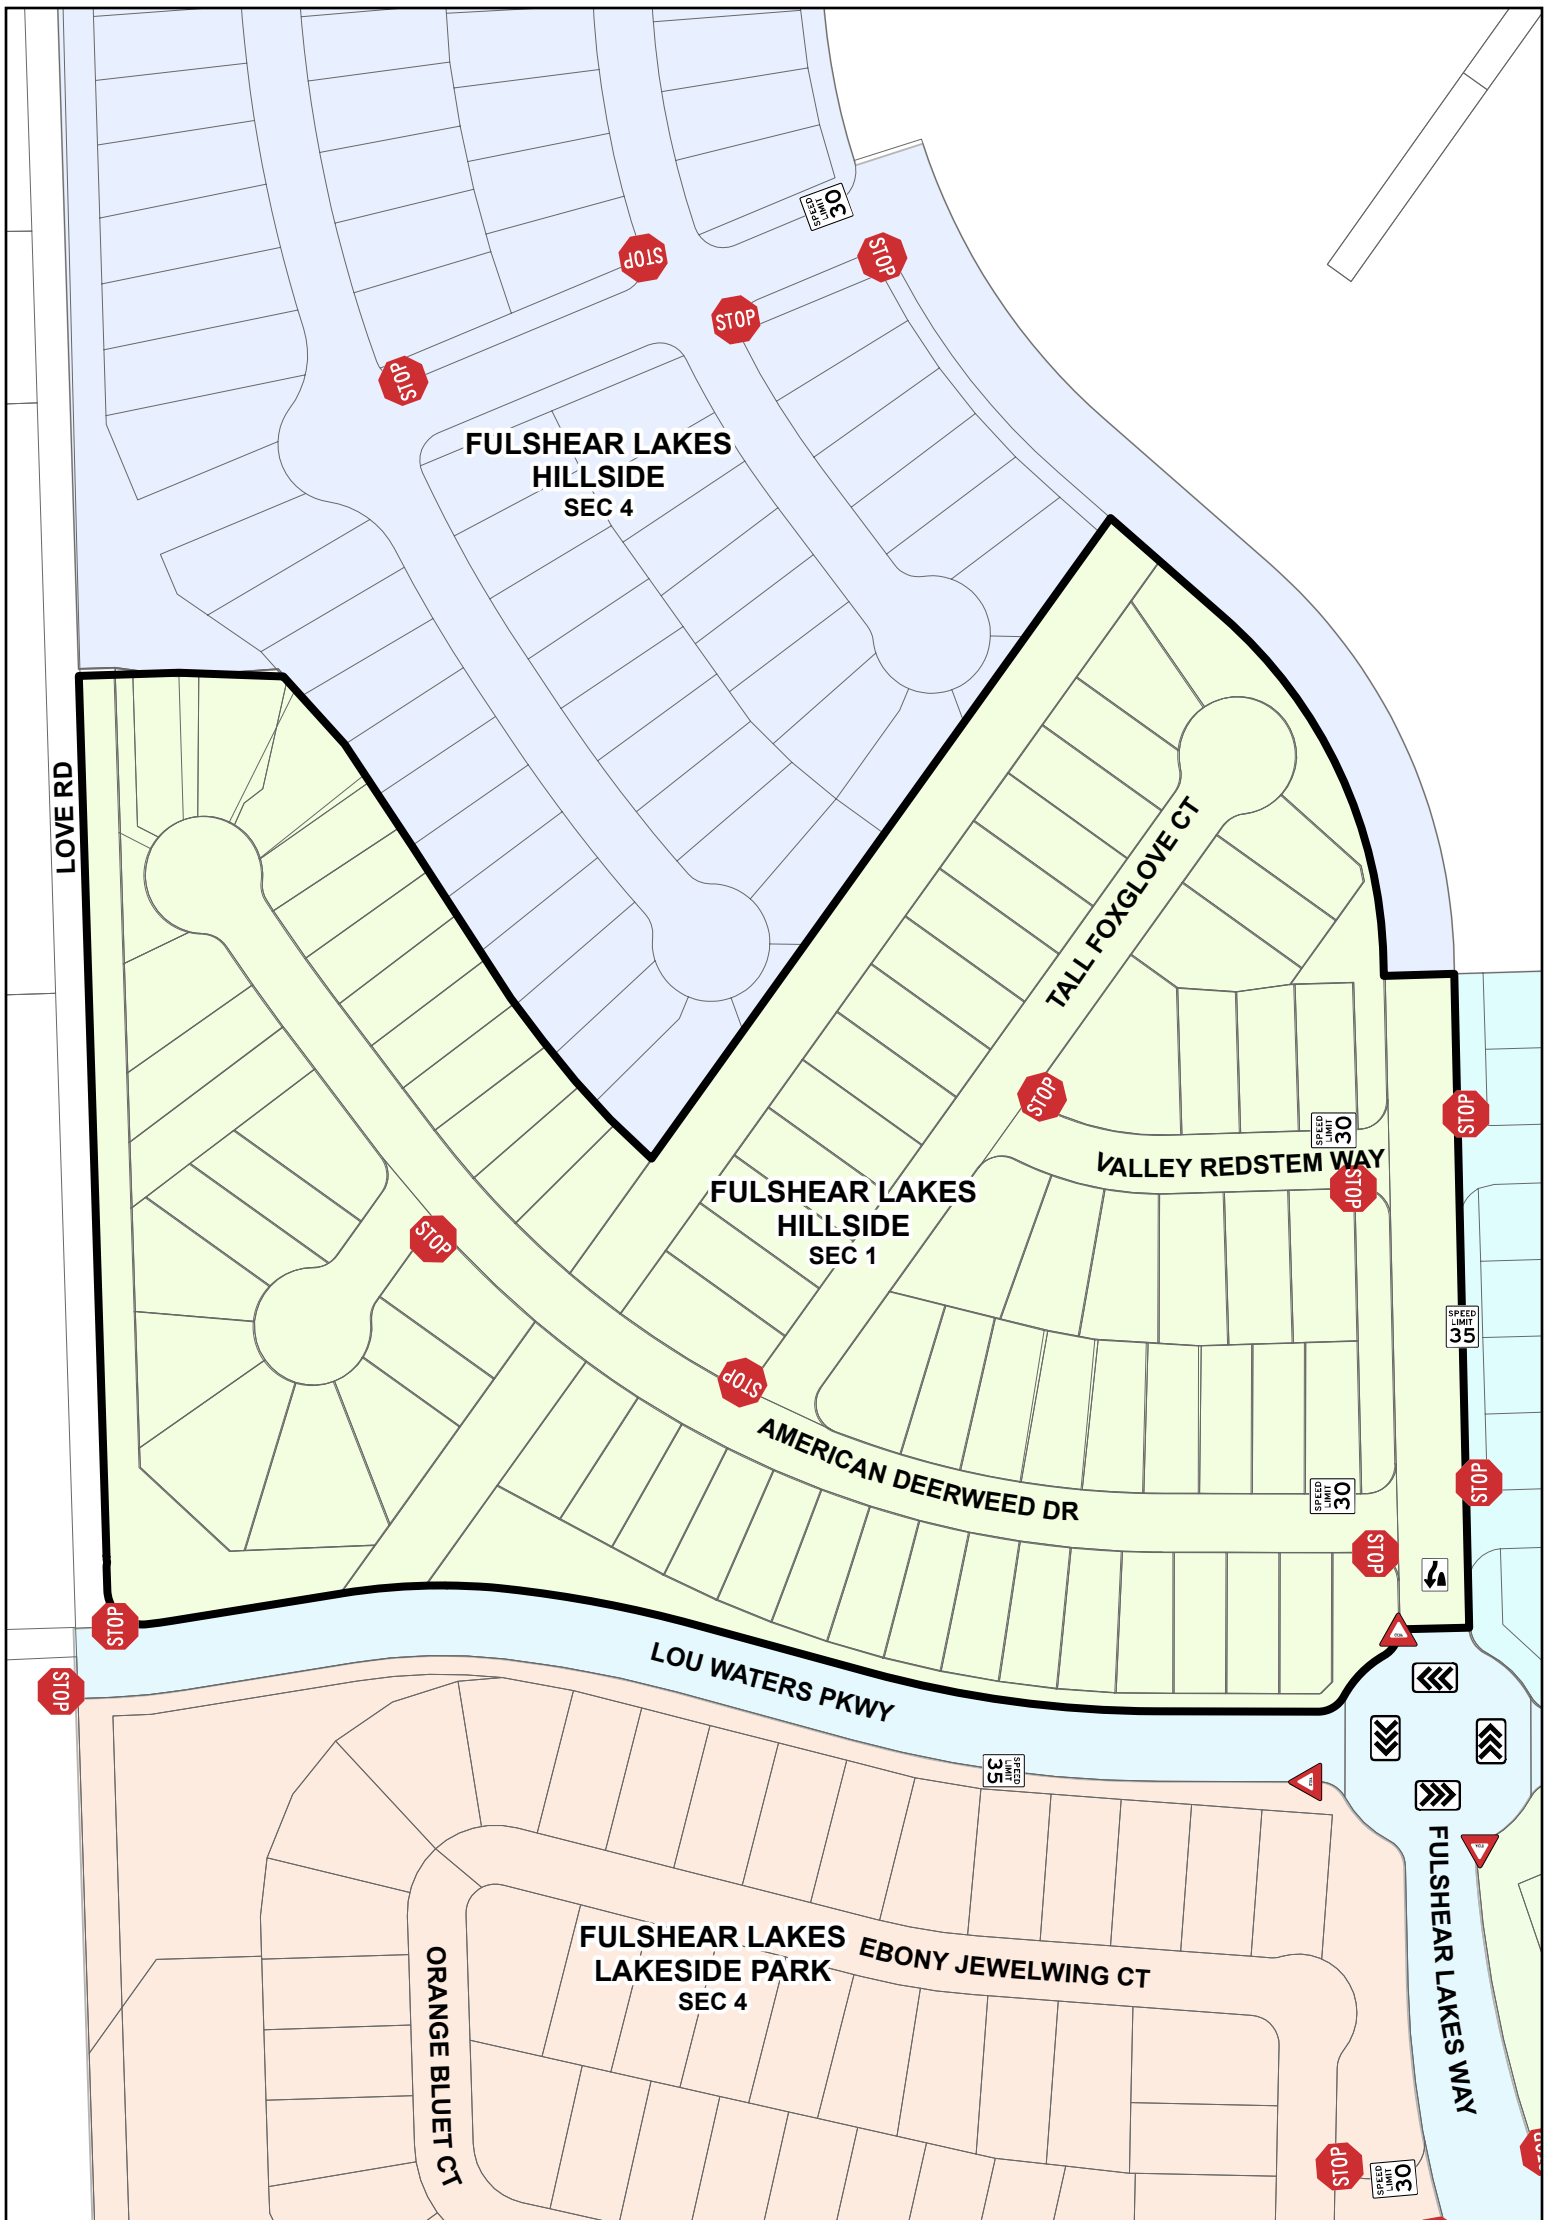 SPEED
LIMIT
30
STOP
STOP
STOP
STOP
FULSHEAR LAKES
HILLSIDE
SEC 4
LOVE RD
TALL FOXGLOVE CT
STOP
STOP
SPEED
LIMIT
30
VALLEY REDSTEM WAY
STOP
FULSHEAR LAKES
HILLSIDE
SEC 1
STOP
SPEED
LIMIT
35
STOP
AMERICAN DEERWEED DR
STOP
SPEED
LIMIT
30
STOP
STOP
STOP
LOU WATERS PKWY
SPEED
LIMIT
35
FULSHEAR LAKES WAY
FULSHEAR LAKES
LAKESIDE PARK
SEC 4
EBONY JEWELWING CT
ORANGE BLUET CT
STOP
SPEED
LIMIT
30